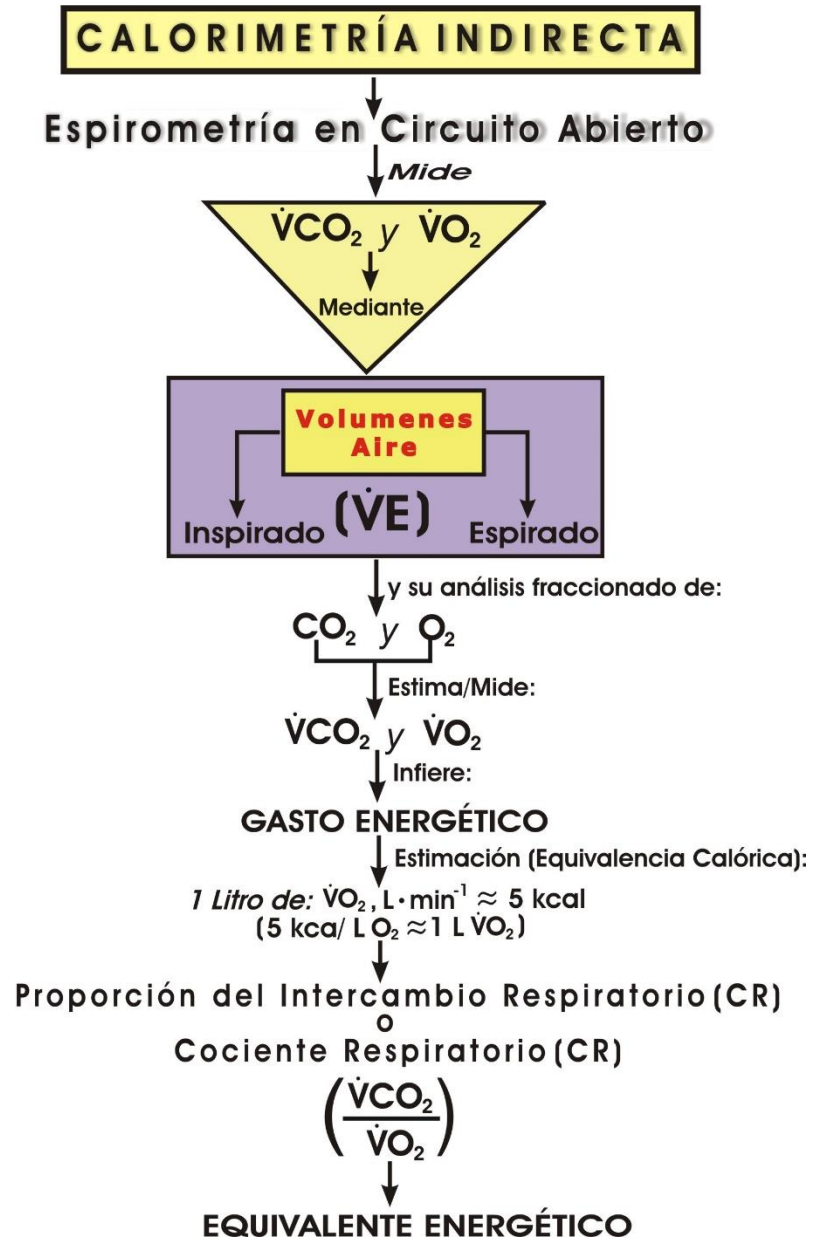 CALORIMETRÍA INDIRECTA
Espirometría en Circuito Abierto
Mide
V̇CO₂ y V̇O₂
Mediante
Volumenes
Aire
Inspirado (V̇E) Espirado
y su análisis fraccionado de:
CO₂ y O₂
Estima/Mide:
V̇CO₂ y V̇O₂
Infiere:
GASTO ENERGÉTICO
Estimación (Equivalencia Calórica):
1 Litro de: V̇O₂, L·min⁻¹ ≈ 5 kcal
(5 kca/ L O₂ ≈ 1 L V̇O₂)
Proporción del Intercambio Respiratorio (CR)
o
Cociente Respiratorio (CR)
(V̇CO₂
V̇O₂)
EQUIVALENTE ENERGÉTICO